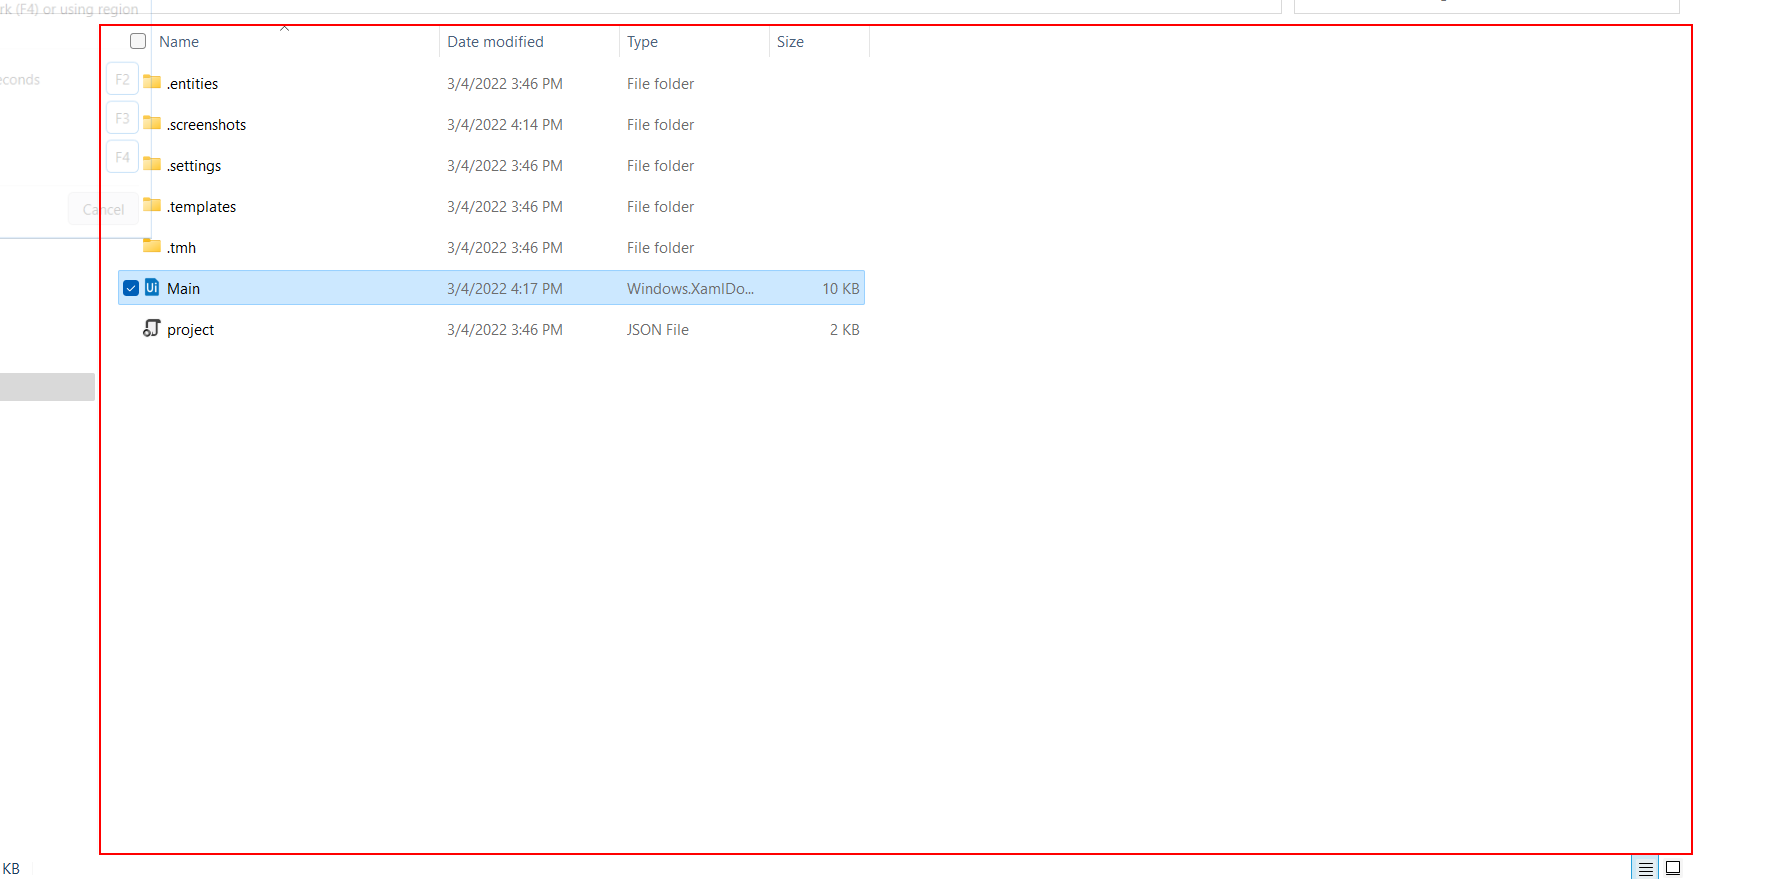 rk (F4) or using region
Name Date modified Type Size
econds F2 .entities 3/4/2022 3:46 PM File folder
F3 .screenshots 3/4/2022 4:14 PM File folder
F4 .settings 3/4/2022 3:46 PM File folder
Cancel .templates 3/4/2022 3:46 PM File folder
.tmh 3/4/2022 3:46 PM File folder
Ui Main 3/4/2022 4:17 PM Windows.XamlDo... 10 KB
project 3/4/2022 3:46 PM JSON File 2 KB
KB